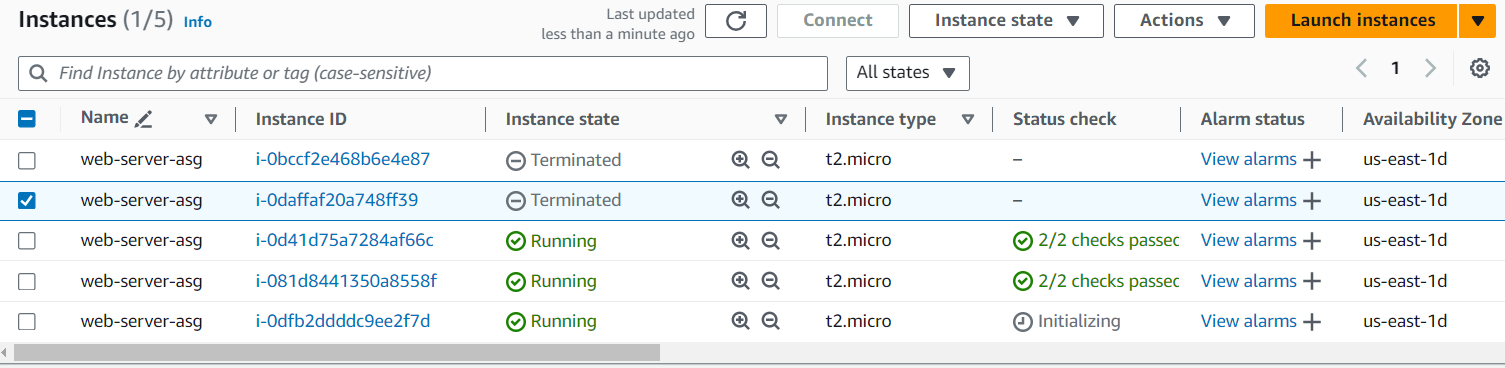 Instances (1/5) Info
Last updated
less than a minute ago
Connect Instance state Actions Launch instances
Find Instance by attribute or tag (case-sensitive)
All states
1
Name Instance ID Instance state Instance type Status check Alarm status Availability Zone
web-server-asg i-0bccf2e468b6e4e87 Terminated t2.micro – View alarms + us-east-1d
web-server-asg i-0daffaf20a748ff39 Terminated t2.micro – View alarms + us-east-1d
web-server-asg i-0d41d75a7284af66c Running t2.micro 2/2 checks passec View alarms + us-east-1d
web-server-asg i-081d8441350a8558f Running t2.micro 2/2 checks passec View alarms + us-east-1d
web-server-asg i-0dfb2ddddc9ee2f7d Running t2.micro Initializing View alarms + us-east-1d